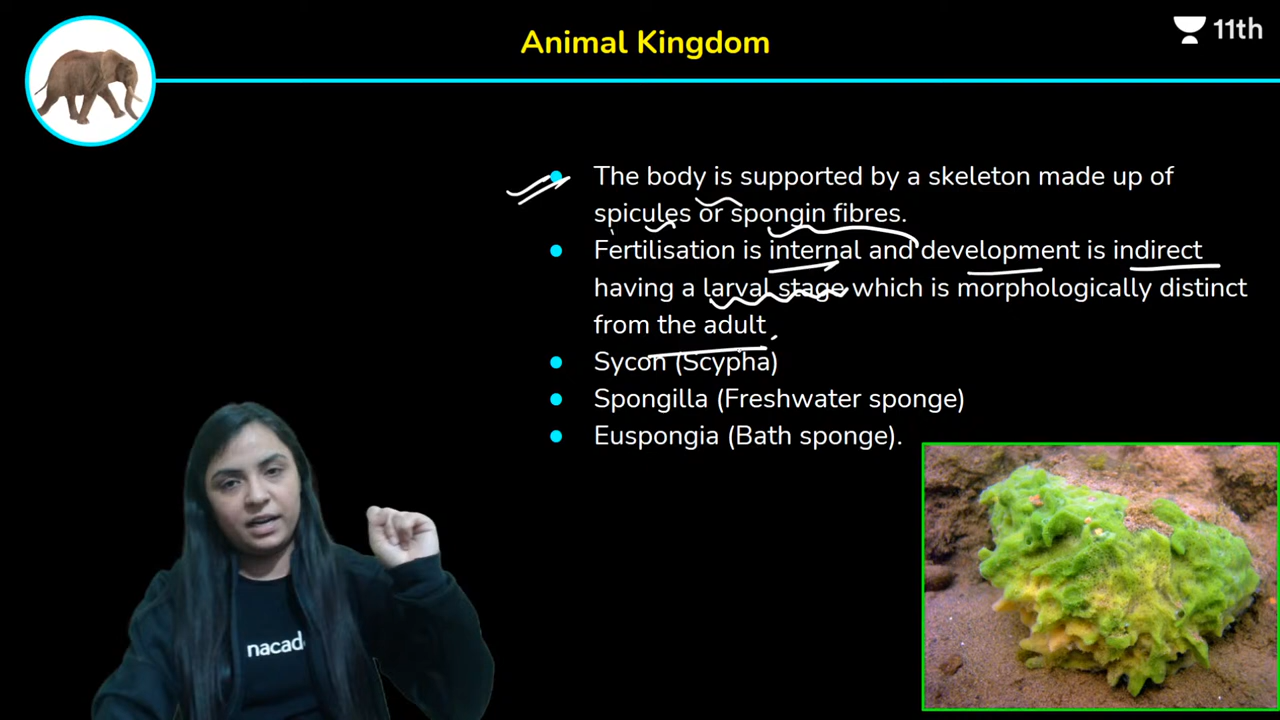 Animal Kingdom
11th
The body is supported by a skeleton made up of
spicules or spongin fibres.
Fertilisation is internal and development is indirect
having a larval stage which is morphologically distinct
from the adult
Sycon (Scypha)
Spongilla (Freshwater sponge)
Euspongia (Bath sponge).
nacad